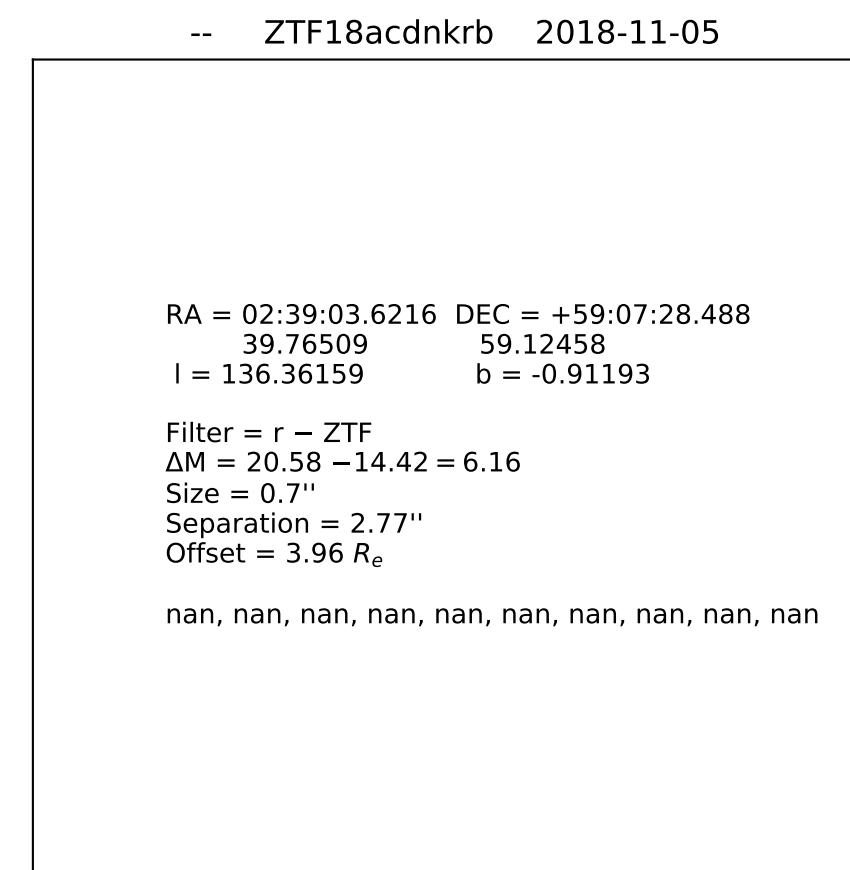 -- ZTF18acdnkrb 2018-11-05
RA = 02:39:03.6216 DEC = +59:07:28.488
39.76509 59.12458
l = 136.36159 b = -0.91193
Filter = r − ZTF
ΔM = 20.58 −14.42 = 6.16
Size = 0.7''
Separation = 2.77''
Offset = 3.96 Rₑ
nan, nan, nan, nan, nan, nan, nan, nan, nan, nan